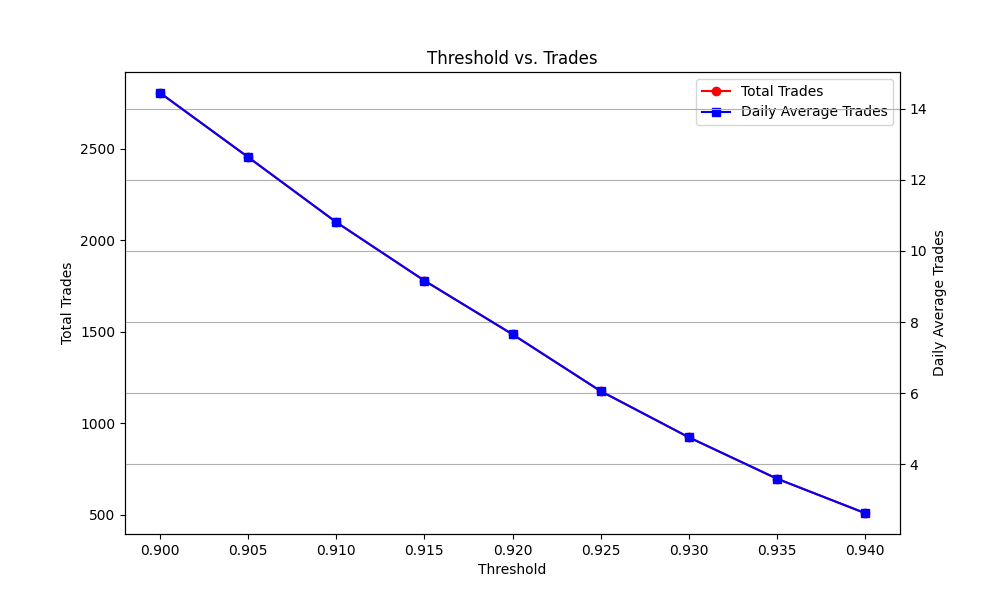 Threshold vs. Trades
Total Trades
Daily Average Trades
2500
2000
1500
1000
500
Total Trades
14
12
10
8
6
4
Daily Average Trades
0.900 0.905 0.910 0.915 0.920 0.925 0.930 0.935 0.940
Threshold